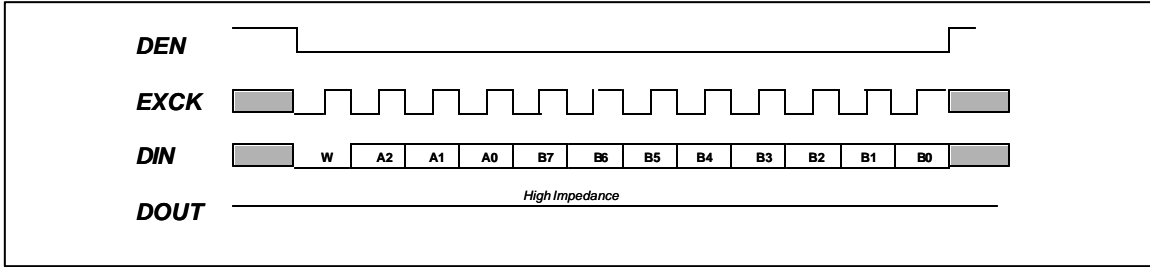 DEN
EXCK
DIN W A2 A1 A0 B7 B6 B5 B4 B3 B2 B1 B0
High Impedance
DOUT